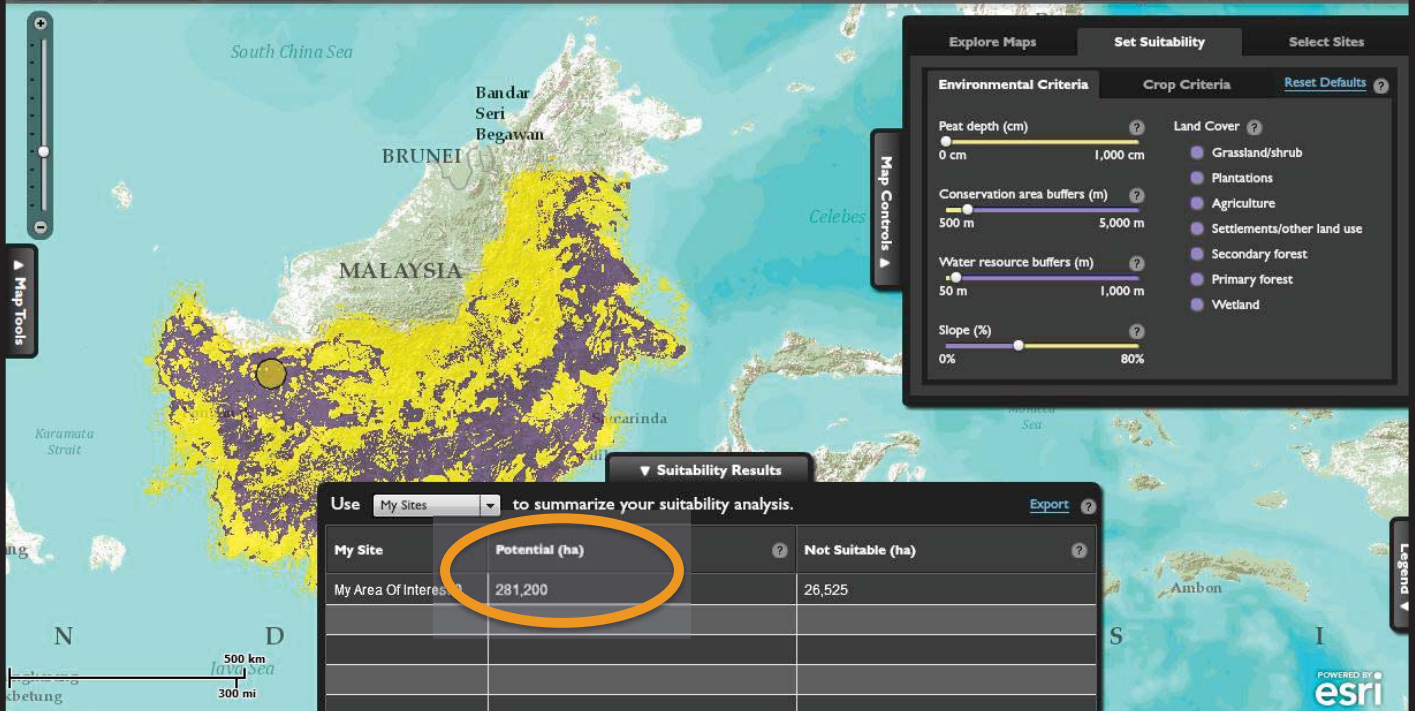 South China Sea
Bandar
Seri
Begawan
BRUNEI
MALAYSIA
Celebes
Samarinda
Karamata
Strait
Sea
Ambon
N D S I
Java Sea
500 km
300 mi
kbetung
Map Tools
Map Controls
Legend
Explore Maps
Set Suitability
Select Sites
Environmental Criteria
Crop Criteria
Reset Defaults ?
Peat depth (cm) ?
0 cm 1,000 cm
Conservation area buffers (m) ?
500 m 5,000 m
Water resource buffers (m) ?
50 m 1,000 m
Slope (%) ?
0% 80%
Land Cover ?
Grassland/shrub
Plantations
Agriculture
Settlements/other land use
Secondary forest
Primary forest
Wetland
Suitability Results
Use My Sites to summarize your suitability analysis. Export ?
My Site Potential (ha) ? Not Suitable (ha) ?
My Area Of Interest 281,200 26,525
POWERED BY
esri